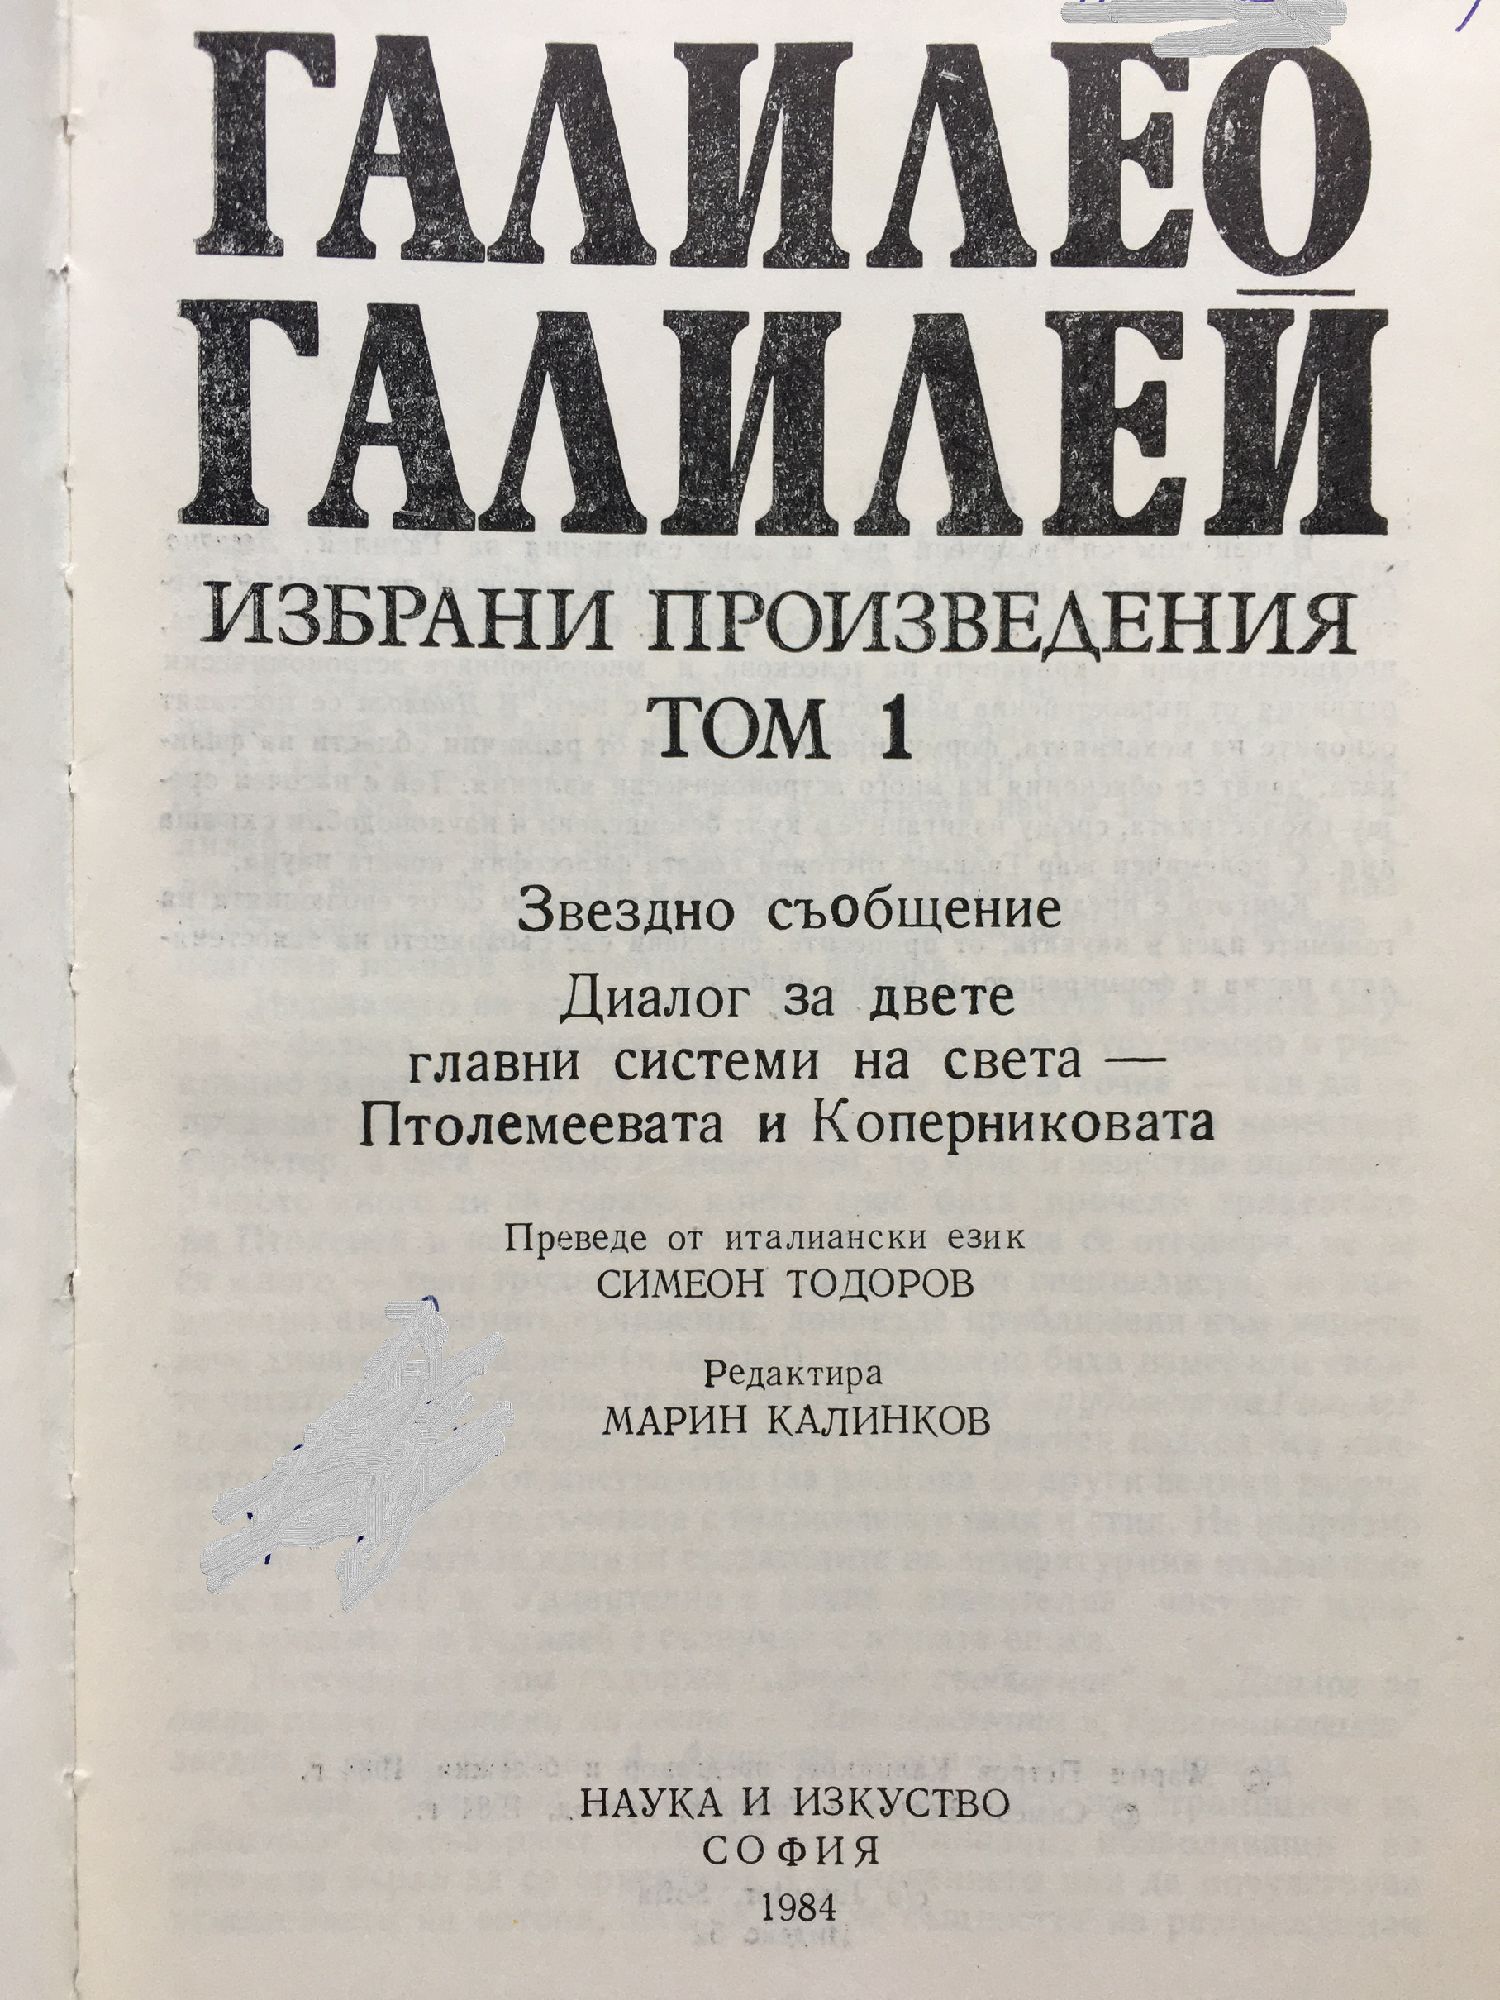 ГАЛИЛЕО
ГАЛИЛЕЙ
ИЗБРАНИ ПРОИЗВЕДЕНИЯ
ТОМ 1
Звездно съобщение
Диалог за двете
главни системи на света —
Птолемеевата и Коперниковата
Преведе от италиански език
СИМЕОН ТОДОРОВ
Редактира
МАРИН КАЛИНКОВ
НАУКА И ИЗКУСТВО
СОФИЯ
1984